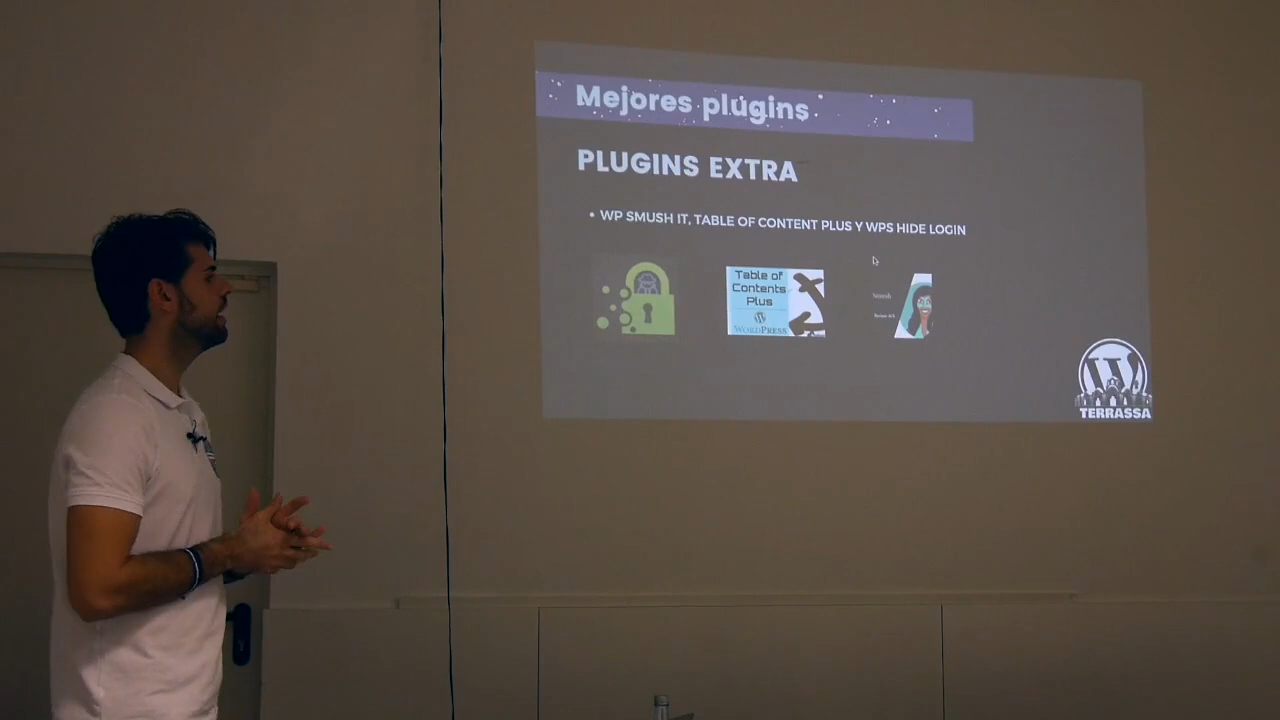 Mejores plugins
PLUGINS EXTRA
• WP SMUSH IT, TABLE OF CONTENT PLUS Y WPS HIDE LOGIN
Table of
Contents
Plus
WORDPRESS
Smush
TERRASSA